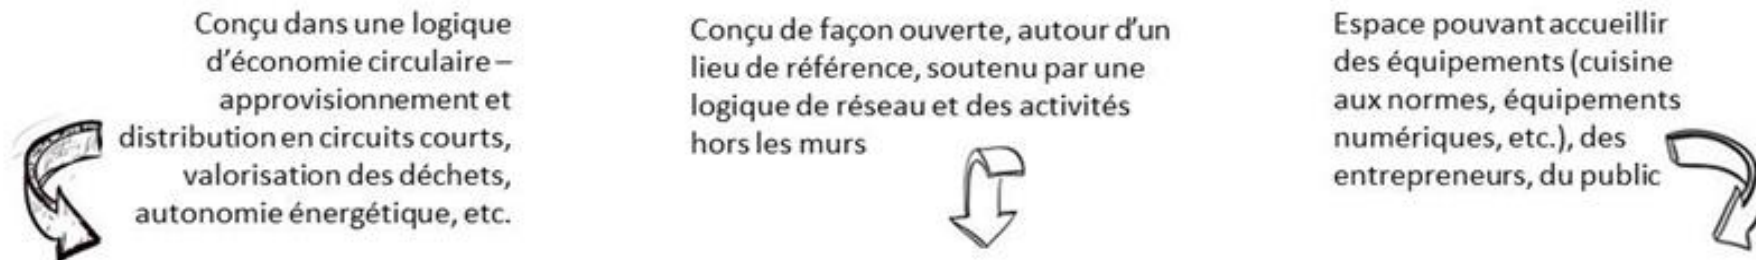 Conçu dans une logique
d'économie circulaire –
approvisionnement et
distribution en circuits courts,
valorisation des déchets,
autonomie énergétique, etc.
Conçu de façon ouverte, autour d'un
lieu de référence, soutenu par une
logique de réseau et des activités
hors les murs
Espace pouvant accueillir
des équipements (cuisine
aux normes, équipements
numériques, etc.), des
entrepreneurs, du public